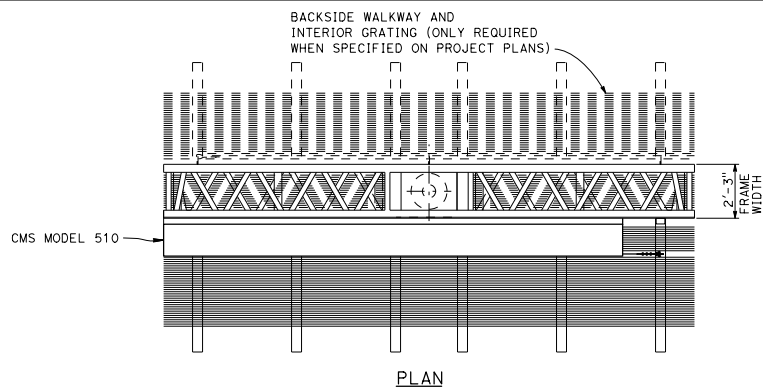 BACKSIDE WALKWAY AND
INTERIOR GRATING (ONLY REQUIRED
WHEN SPECIFIED ON PROJECT PLANS)
2'-3"
FRAME
WIDTH
CMS MODEL 510
PLAN